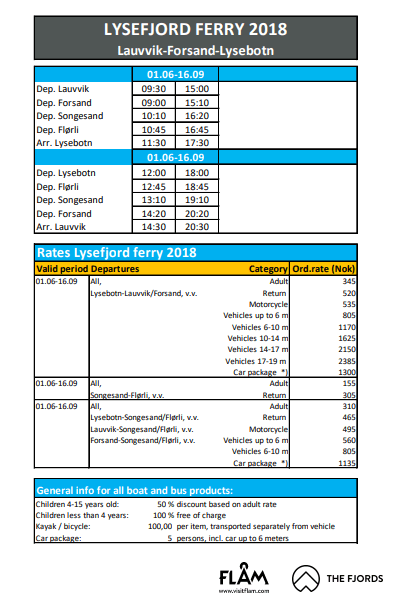 LYSEFJORD FERRY 2018
Lauvvik-Forsand-Lysebotn
01.06-16.09
Dep. Lauvvik 09:30 15:00
Dep. Forsand 09:00 15:10
Dep. Songesand 10:10 16:20
Dep. Flørli 10:45 16:45
Arr. Lysebotn 11:30 17:30
01.06-16.09
Dep. Lysebotn 12:00 18:00
Dep. Flørli 12:45 18:45
Dep. Songesand 13:10 19:10
Dep. Forsand 14:20 20:20
Arr. Lauvvik 14:30 20:30
Rates Lysefjord ferry 2018
Valid period Departures Category Ord.rate (Nok)
01.06-16.09 All, Adult 345
Lysebotn-Lauvvik/Forsand, v.v. Return 520
Motorcycle 535
Vehicles up to 6 m 805
Vehicles 6-10 m 1170
Vehicles 10-14 m 1625
Vehicles 14-17 m 2150
Vehicles 17-19 m 2385
Car package *) 1300
01.06-16.09 All, Adult 155
Songesand-Flørli, v.v. Return 305
01.06-16.09 All, Adult 310
Lysebotn-Songesand/Flørli, v.v. Return 465
Lauvvik-Songesand/Flørli, v.v. Motorcycle 495
Forsand-Songesand/Flørli, v.v. Vehicles up to 6 m 560
Vehicles 6-10 m 805
Car package *) 1135
General info for all boat and bus products:
Children 4-15 years old: 50 % discount based on adult rate
Children less than 4 years: 100 % free of charge
Kayak / bicycle: 100,00 per item, transported separately from vehicle
Car package: 5 persons, incl. car up to 6 meters
FLÅM
www.visitflam.com
THE FJORDS